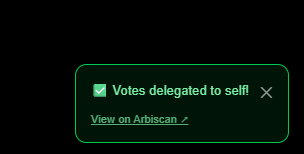 ✅ Votes delegated to self!
View on Arbiscan ↗